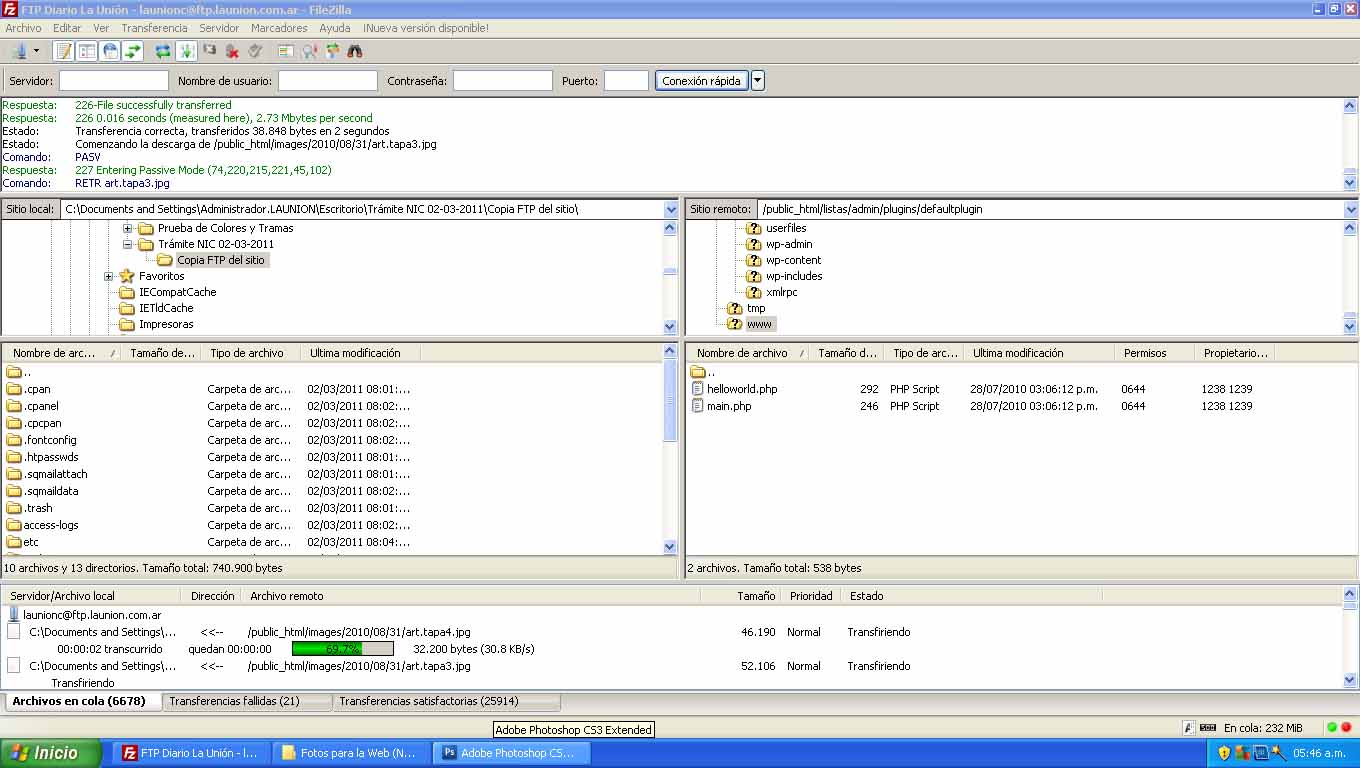 FTP Diario La Unión - launionc@ftp.launion.com.ar - FileZilla
Archivo Editar Ver Transferencia Servidor Marcadores Ayuda ¡Nueva versión disponible!
Servidor: Nombre de usuario: Contraseña: Puerto: Conexión rápida
Respuesta: 226-File successfully transferred
Respuesta: 226 0.016 seconds (measured here), 2.73 Mbytes per second
Estado: Transferencia correcta, transferidos 38.848 bytes en 2 segundos
Estado: Comenzando la descarga de /public_html/images/2010/08/31/art.tapa3.jpg
Comando: PASV
Respuesta: 227 Entering Passive Mode (74,220,215,221,45,102)
Comando: RETR art.tapa3.jpg
Sitio local: C:\Documents and Settings\Administrador.LAUNION\Escritorio\Trámite NIC 02-03-2011\Copia FTP del sitio\
Prueba de Colores y Tramas
Trámite NIC 02-03-2011
Copia FTP del sitio
Favoritos
IECompatCache
IETldCache
Impresoras
Sitio remoto: /public_html/listas/admin/plugins/defaultplugin
userfiles
wp-admin
wp-content
wp-includes
xmlrpc
tmp
www
Nombre de arc... / Tamaño de... Tipo de archivo Ultima modificación
..
.cpan Carpeta de arc... 02/03/2011 08:01:...
.cpanel Carpeta de arc... 02/03/2011 08:02:...
.cpcpan Carpeta de arc... 02/03/2011 08:02:...
.fontconfig Carpeta de arc... 02/03/2011 08:02:...
.htpasswds Carpeta de arc... 02/03/2011 08:01:...
.sqmailattach Carpeta de arc... 02/03/2011 08:01:...
.sqmaildata Carpeta de arc... 02/03/2011 08:02:...
.trash Carpeta de arc... 02/03/2011 08:01:...
access-logs Carpeta de arc... 02/03/2011 08:02:...
etc Carpeta de arc... 02/03/2011 08:04:...
10 archivos y 13 directorios. Tamaño total: 740.900 bytes
Nombre de archivo / Tamaño d... Tipo de arc... Ultima modificación Permisos Propietario...
..
helloworld.php 292 PHP Script 28/07/2010 03:06:12 p.m. 0644 1238 1239
main.php 246 PHP Script 28/07/2010 03:06:12 p.m. 0644 1238 1239
2 archivos. Tamaño total: 538 bytes
Servidor/Archivo local Dirección Archivo remoto Tamaño Prioridad Estado
launionc@ftp.launion.com.ar
C:\Documents and Settings\... <<-- /public_html/images/2010/08/31/art.tapa4.jpg 46.190 Normal Transfiriendo
00:00:02 transcurrido quedan 00:00:00 69.7% 32.200 bytes (30.8 KB/s)
C:\Documents and Settings\... <<-- /public_html/images/2010/08/31/art.tapa3.jpg 52.106 Normal Transfiriendo
Transfiriendo
Archivos en cola (6678) Transferencias fallidas (21) Transferencias satisfactorias (25914)
Adobe Photoshop CS3 Extended
En cola: 232 MiB
Inicio FTP Diario La Unión - l... Fotos para la Web (N... Adobe Photoshop CS... 05:46 a.m.